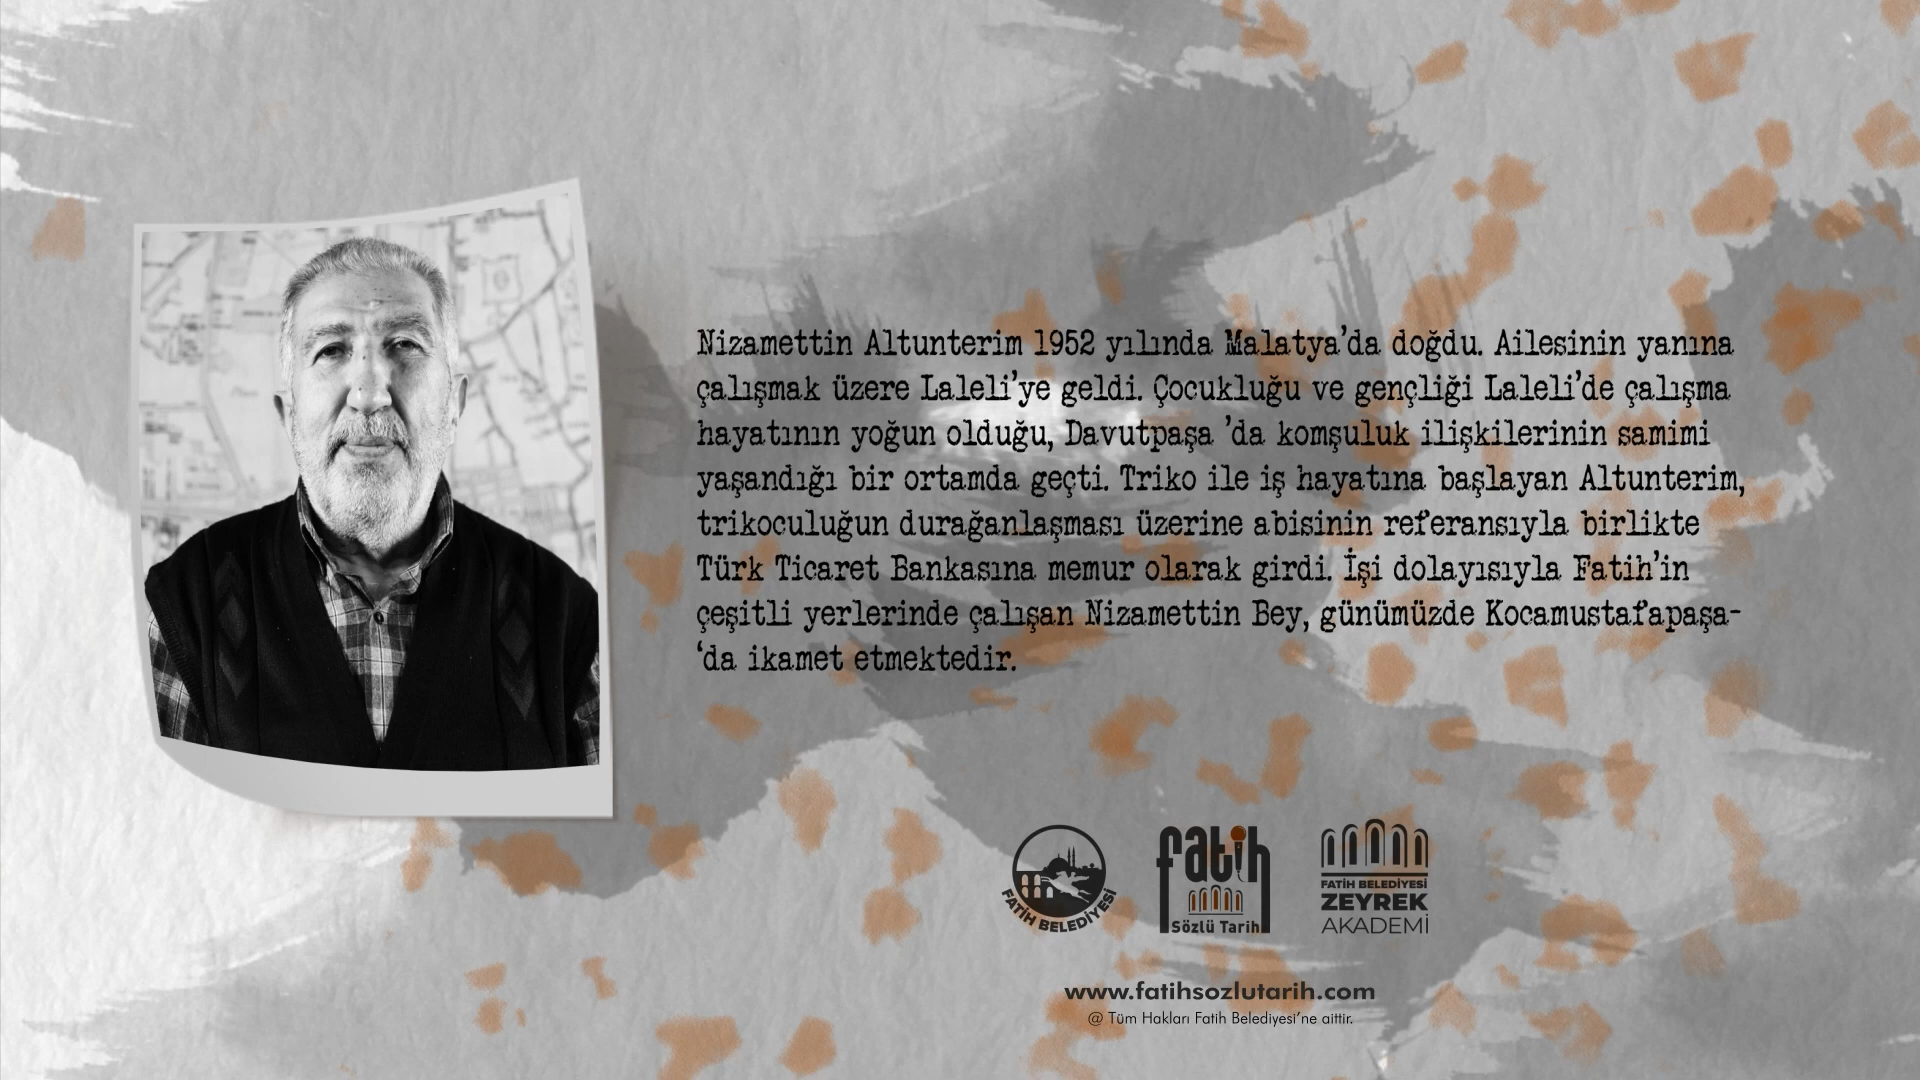 Nizamettin Altunterim 1952 yılında Malatya'da doğdu. Ailesinin yanına
çalışmak üzere Laleli'ye geldi. Çocukluğu ve gençliği Laleli'de çalışma
hayatının yoğun olduğu, Davutpaşa 'da komşuluk ilişkilerinin samimi
yaşandığı bir ortamda geçti. Triko ile iş hayatına başlayan Altunterim,
trikoculuğun durağanlaşması üzerine abisinin referansıyla birlikte
Türk Ticaret Bankasına memur olarak girdi. İşi dolayısıyla Fatih'in
çeşitli yerlerinde çalışan Nizamettin Bey, günümüzde Kocamustafapaşa-
'da ikamet etmektedir.
FATİH BELEDİYESİ
fatih
Sözlü Tarih
FATİH BELEDİYESİ
ZEYREK
AKADEMİ
www.fatihsozlutarih.com
@ Tüm Hakları Fatih Belediyesi'ne aittir.